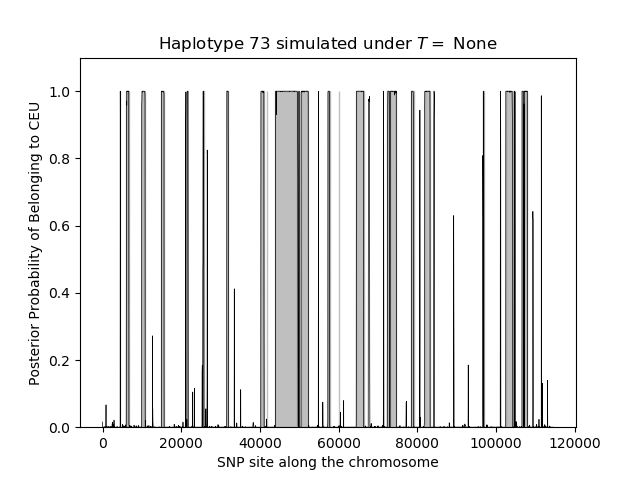 Haplotype 73 simulated under T = None
Posterior Probability of Belonging to CEU
1.0
0.8
0.6
0.4
0.2
0.0
0 20000 40000 60000 80000 100000 120000
SNP site along the chromosome